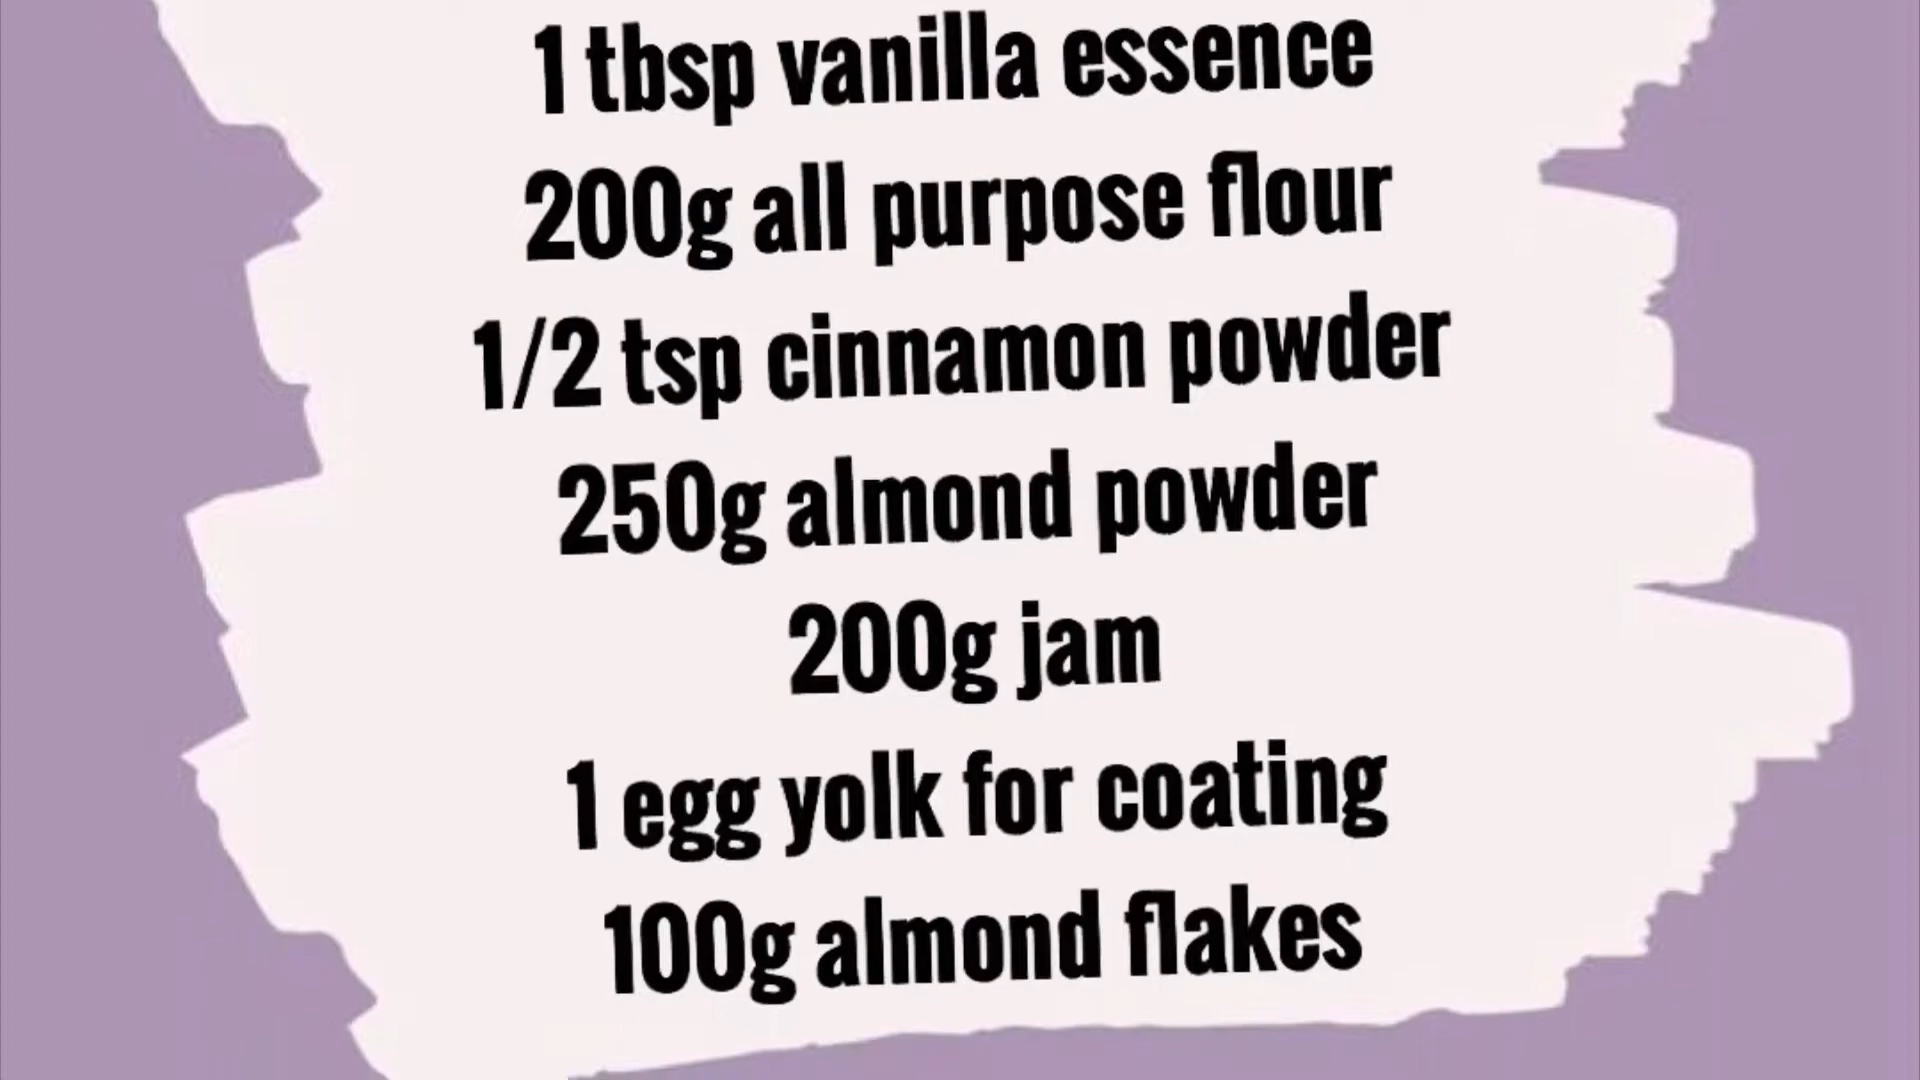 1 tbsp vanilla essence
200g all purpose flour
1/2 tsp cinnamon powder
250g almond powder
200g jam
1 egg yolk for coating
100g almond flakes